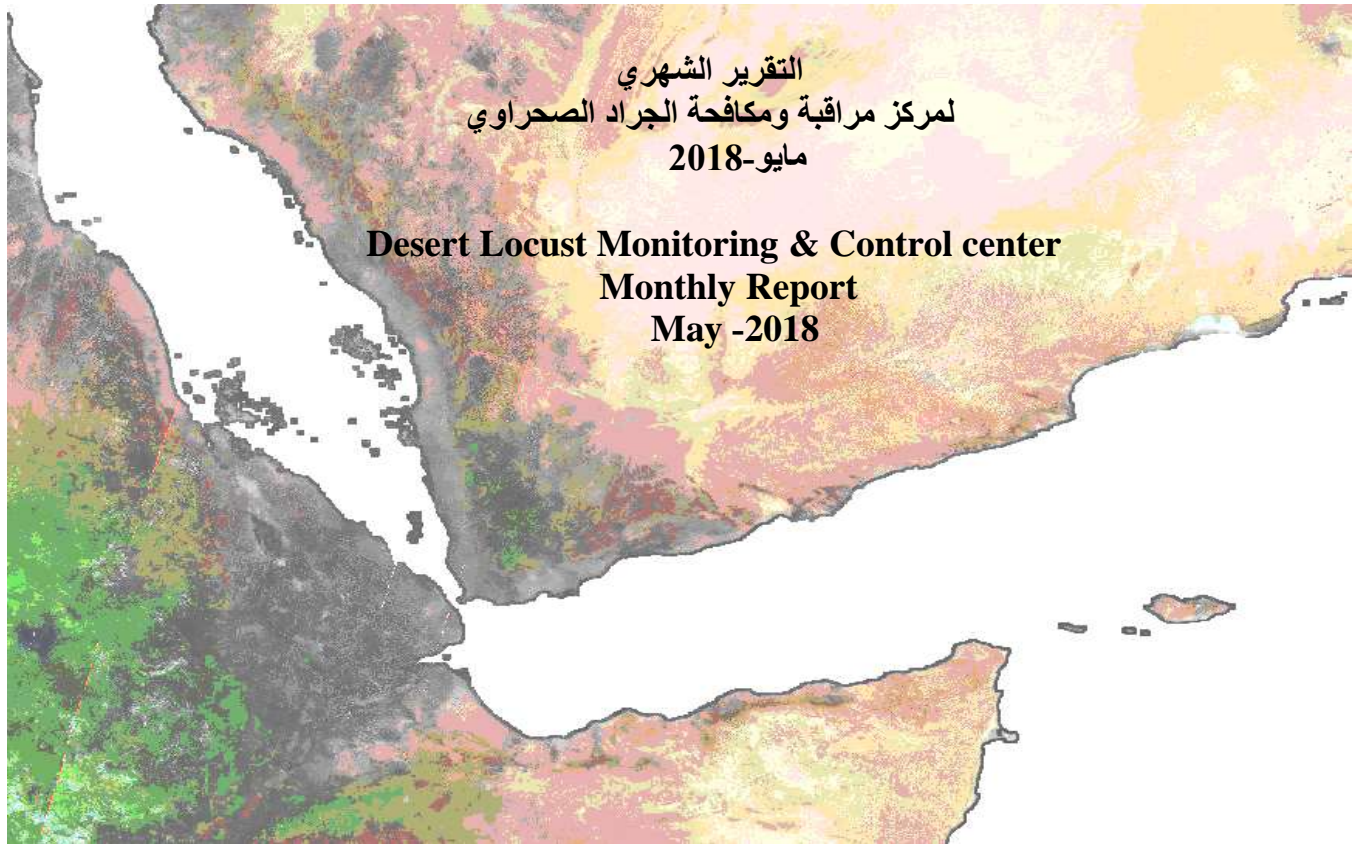 التقرير الشهري
لمركز مراقبة ومكافحة الجراد الصحراوي
مايو-2018
Desert Locust Monitoring & Control center
Monthly Report
May -2018